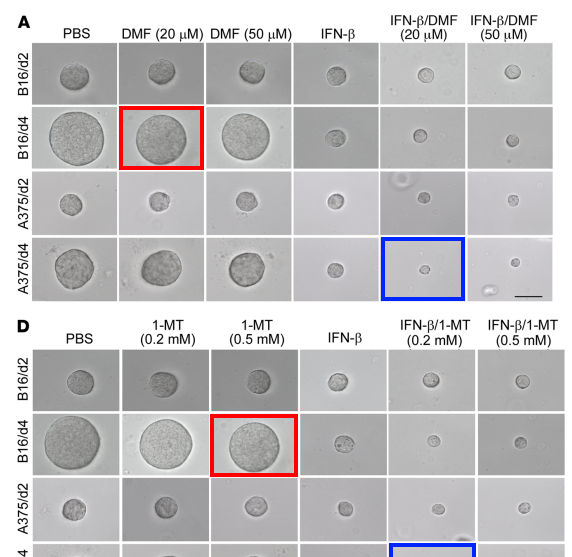 A
PBS
DMF (20 μM)
DMF (50 μM)
IFN-β
IFN-β/DMF
(20 μM)
IFN-β/DMF
(50 μM)
B16/d2
B16/d4
A375/d2
A375/d4
D
PBS
1-MT
(0.2 mM)
1-MT
(0.5 mM)
IFN-β
IFN-β/1-MT
(0.2 mM)
IFN-β/1-MT
(0.5 mM)
B16/d2
B16/d4
A375/d2
4